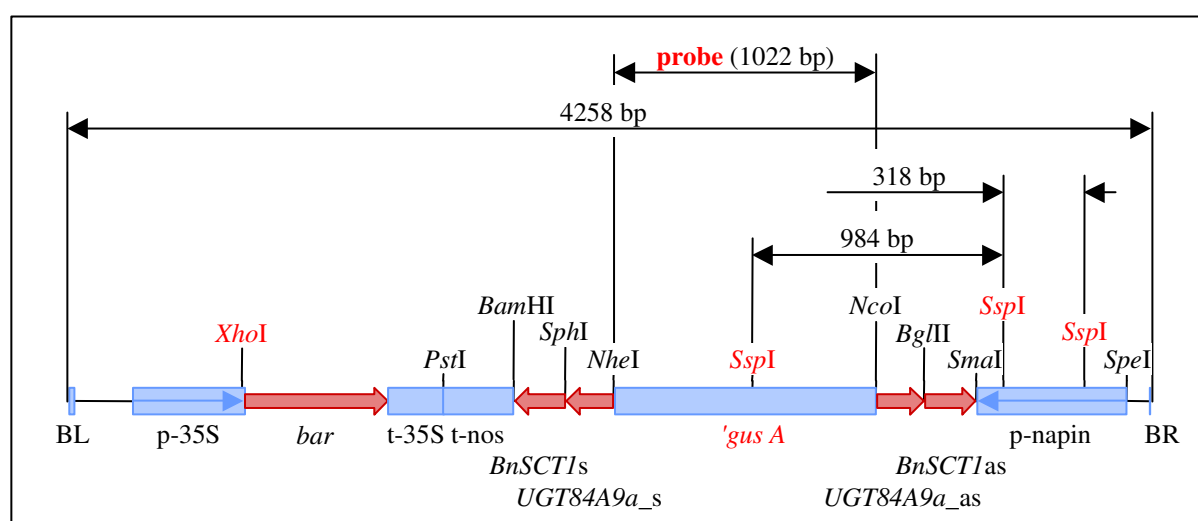 probe (1022 bp)
4258 bp
318 bp
984 bp
BamHI
NcoI
SspI
XhoI
SphI
BglII
SspI
PstI
NheI
SspI
SmaI
SpeI
BL
p-35S
bar
t-35S t-nos
'gus A
p-napin
BR
BnSCT1s
BnSCT1as
UGT84A9a_s
UGT84A9a_as